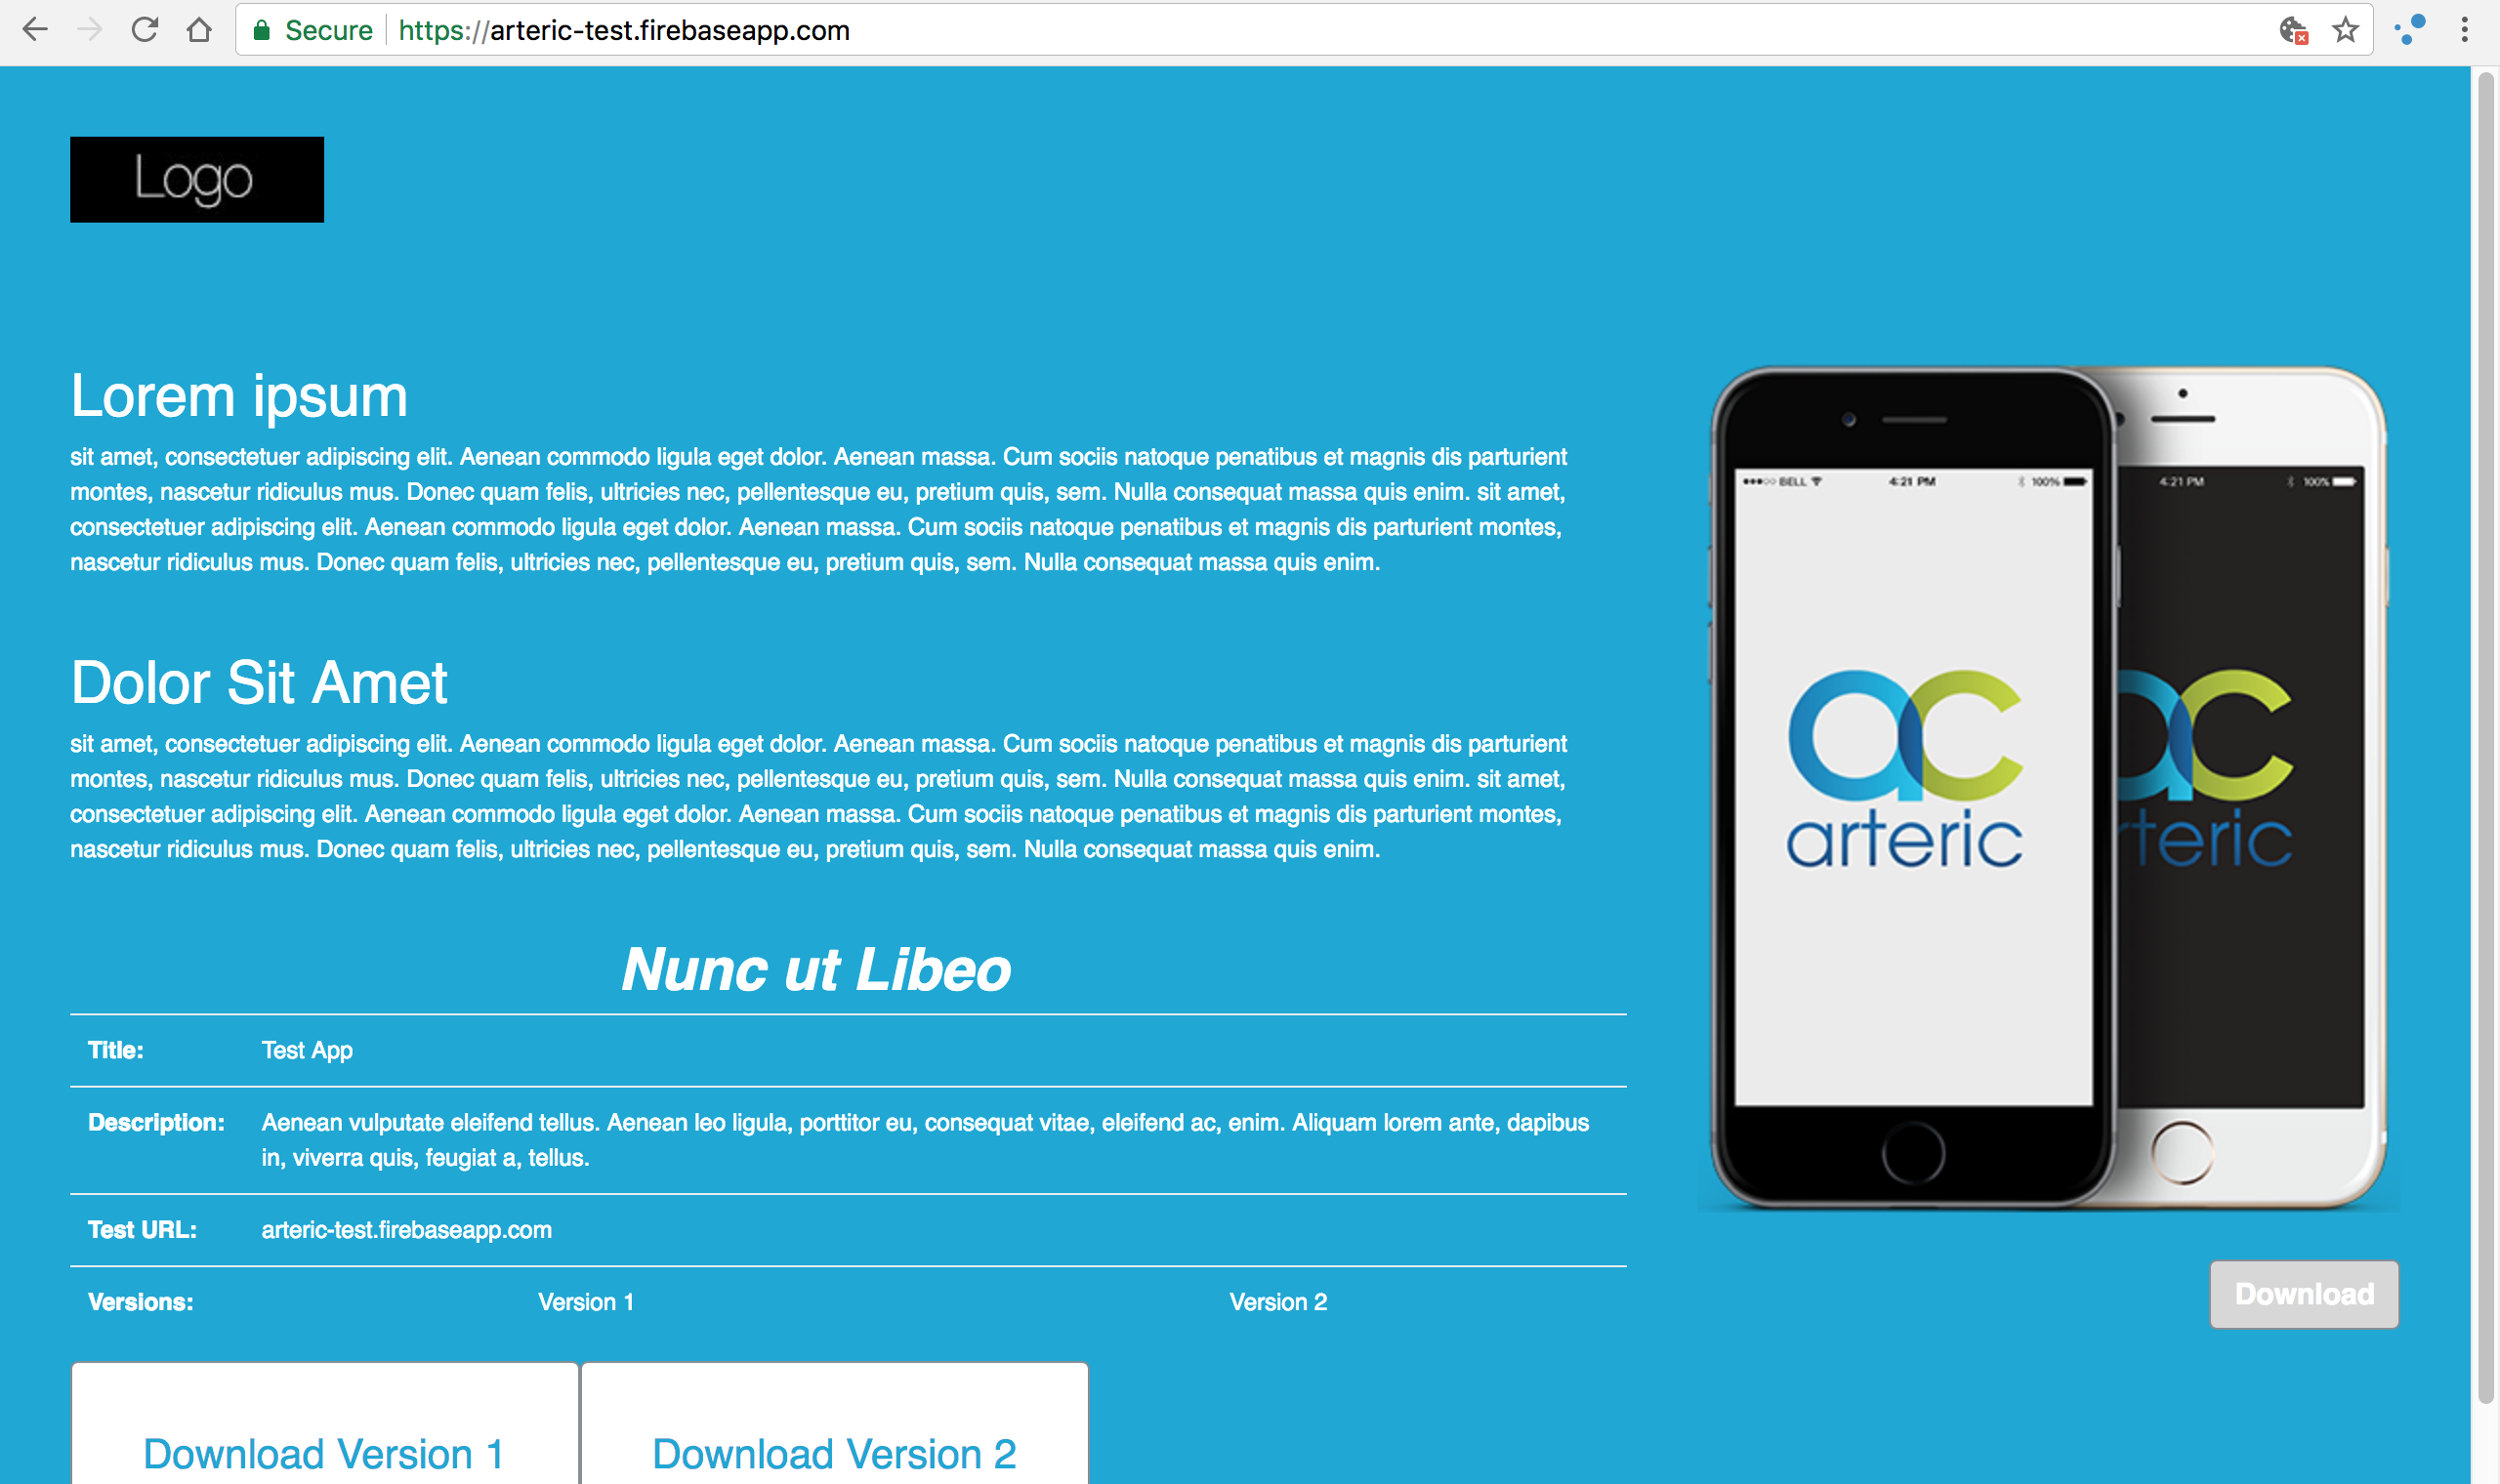 Secure https://arteric-test.firebaseapp.com
Logo
Lorem ipsum
sit amet, consectetuer adipiscing elit. Aenean commodo ligula eget dolor. Aenean massa. Cum sociis natoque penatibus et magnis dis parturient
montes, nascetur ridiculus mus. Donec quam felis, ultricies nec, pellentesque eu, pretium quis, sem. Nulla consequat massa quis enim. sit amet,
consectetuer adipiscing elit. Aenean commodo ligula eget dolor. Aenean massa. Cum sociis natoque penatibus et magnis dis parturient montes,
nascetur ridiculus mus. Donec quam felis, ultricies nec, pellentesque eu, pretium quis, sem. Nulla consequat massa quis enim.
Dolor Sit Amet
sit amet, consectetuer adipiscing elit. Aenean commodo ligula eget dolor. Aenean massa. Cum sociis natoque penatibus et magnis dis parturient
montes, nascetur ridiculus mus. Donec quam felis, ultricies nec, pellentesque eu, pretium quis, sem. Nulla consequat massa quis enim. sit amet,
consectetuer adipiscing elit. Aenean commodo ligula eget dolor. Aenean massa. Cum sociis natoque penatibus et magnis dis parturient montes,
nascetur ridiculus mus. Donec quam felis, ultricies nec, pellentesque eu, pretium quis, sem. Nulla consequat massa quis enim.
Nunc ut Libeo
Title: Test App
Description: Aenean vulputate eleifend tellus. Aenean leo ligula, porttitor eu, consequat vitae, eleifend ac, enim. Aliquam lorem ante, dapibus
in, viverra quis, feugiat a, tellus.
Test URL: arteric-test.firebaseapp.com
Versions: Version 1 Version 2
Download Version 1 Download Version 2
BELL 4:21 PM 100%
4:21 PM 100%
ac
arteric
ac
rteric
Download